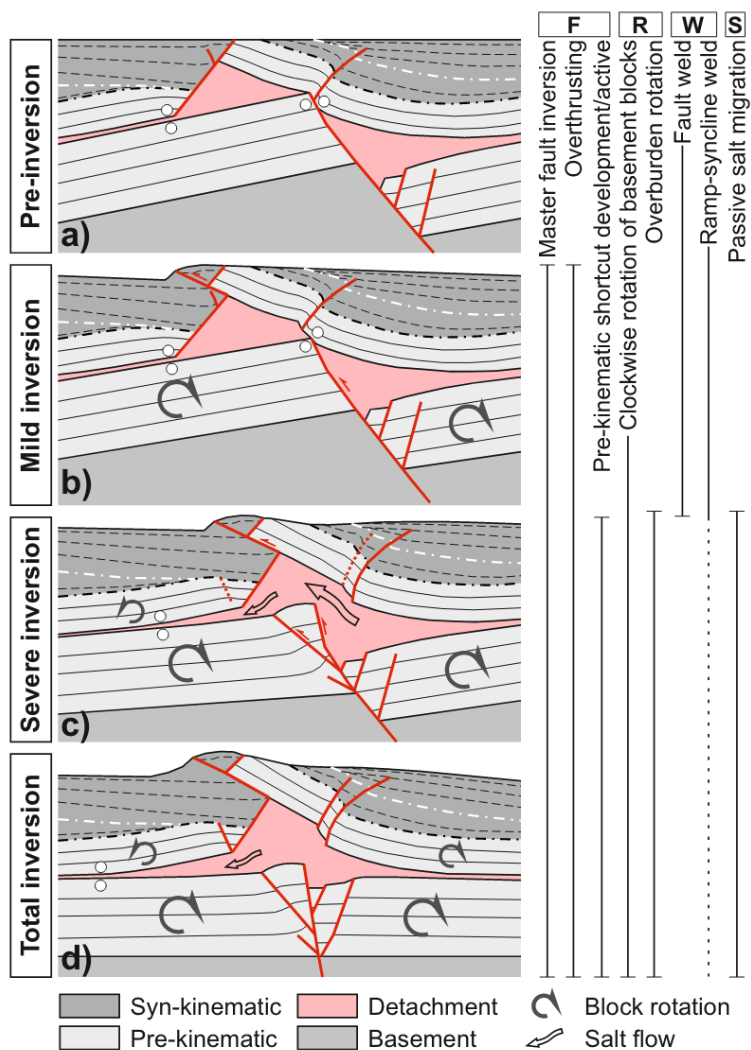 F R W S
Master fault inversion
Overthrusting
Pre-kinematic shortcut development/active
Clockwise rotation of basement blocks
Overburden rotation
Fault weld
Ramp-syncline weld
Passive salt migration
Pre-inversion
a)
Mild inversion
b)
Severe inversion
c)
Total inversion
d)
Syn-kinematic
Detachment
Block rotation
Pre-kinematic
Basement
Salt flow